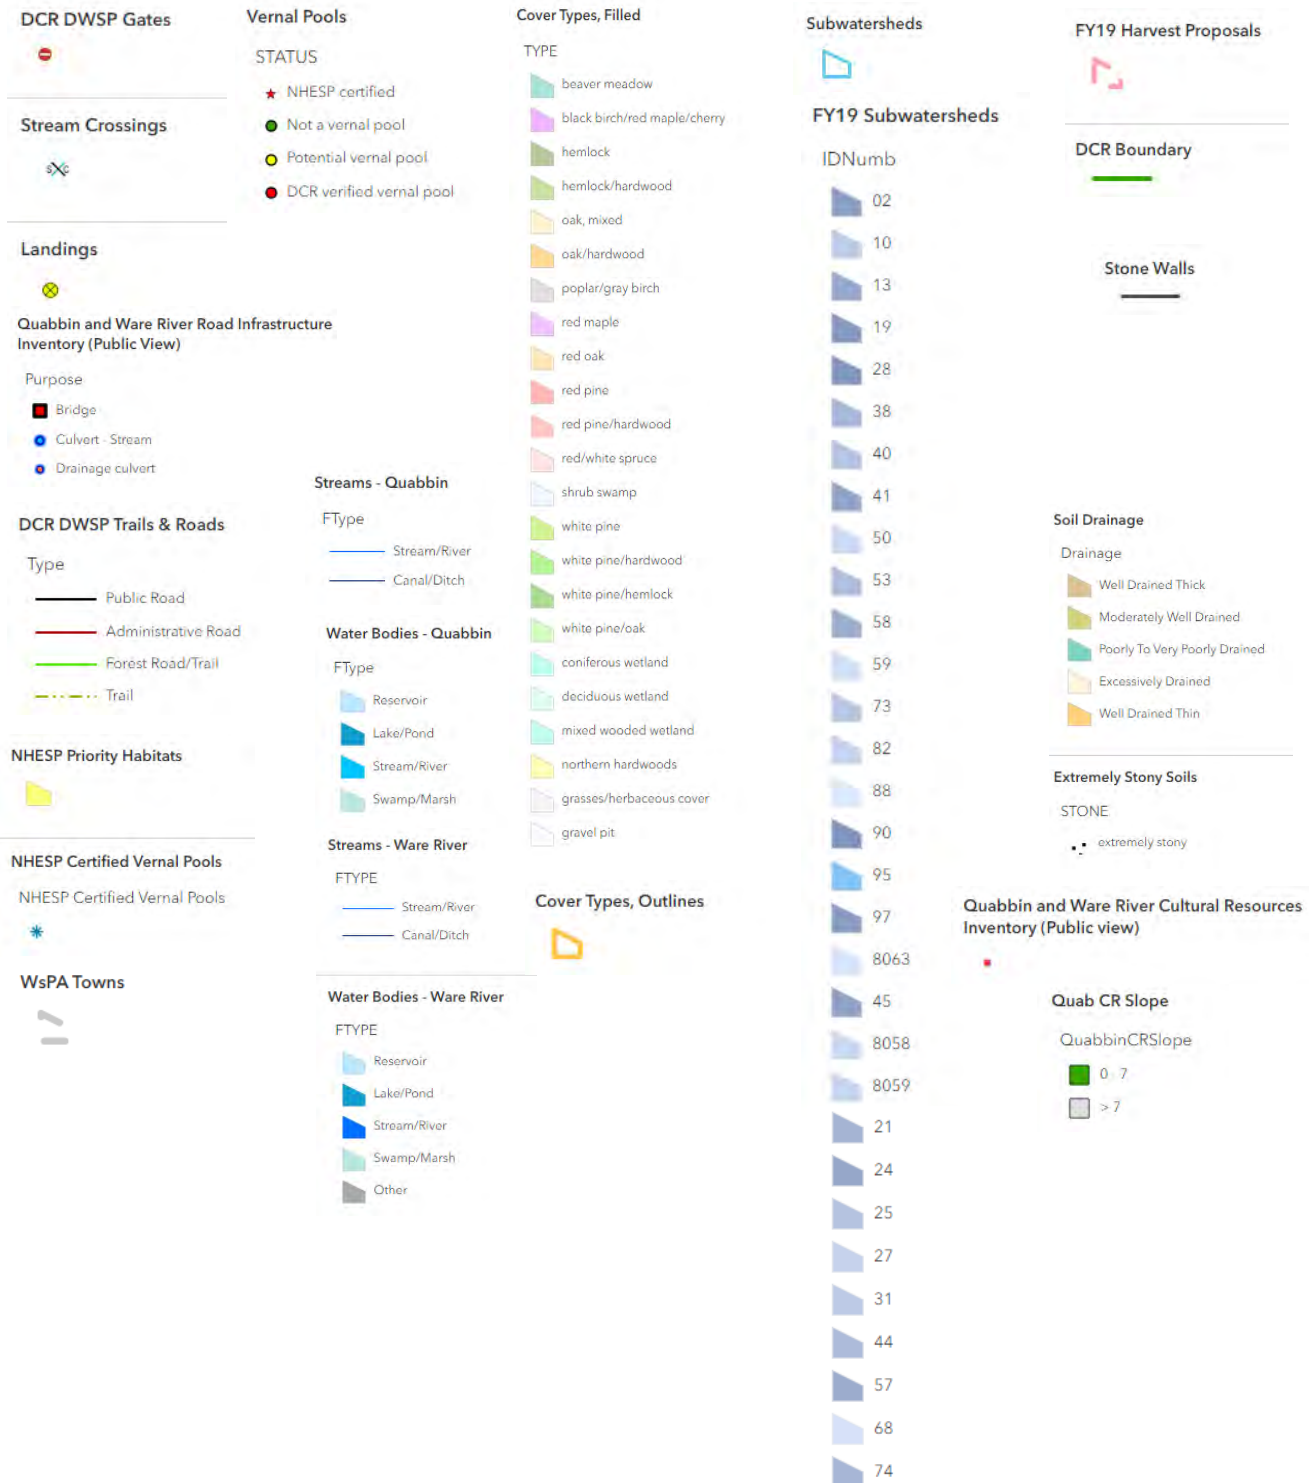 DCR DWSP Gates
Stream Crossings
s c
Landings
Quabbin and Ware River Road Infrastructure
Inventory (Public View)
Purpose
Bridge
Culvert - Stream
Drainage culvert
DCR DWSP Trails & Roads
Type
Public Road
Administrative Road
Forest Road/Trail
Trail
NHESP Priority Habitats
NHESP Certified Vernal Pools
NHESP Certified Vernal Pools
WsPA Towns
Vernal Pools
STATUS
NHESP certified
Not a vernal pool
Potential vernal pool
DCR verified vernal pool
Streams - Quabbin
FType
Stream/River
Canal/Ditch
Water Bodies - Quabbin
FType
Reservoir
Lake/Pond
Stream/River
Swamp/Marsh
Streams - Ware River
FTYPE
Stream/River
Canal/Ditch
Water Bodies - Ware River
FTYPE
Reservoir
Lake/Pond
Stream/River
Swamp/Marsh
Other
Cover Types, Filled
TYPE
beaver meadow
black birch/red maple/cherry
hemlock
hemlock/hardwood
oak, mixed
oak/hardwood
poplar/gray birch
red maple
red oak
red pine
red pine/hardwood
red/white spruce
shrub swamp
white pine
white pine/hardwood
white pine/hemlock
white pine/oak
coniferous wetland
deciduous wetland
mixed wooded wetland
northern hardwoods
grasses/herbaceous cover
gravel pit
Cover Types, Outlines
Subwatersheds
FY19 Subwatersheds
IDNumb
02
10
13
19
28
38
40
41
50
53
58
59
73
82
88
90
95
97
8063
45
8058
8059
21
24
25
27
31
44
57
68
74
FY19 Harvest Proposals
DCR Boundary
Stone Walls
Soil Drainage
Drainage
Well Drained Thick
Moderately Well Drained
Poorly To Very Poorly Drained
Excessively Drained
Well Drained Thin
Extremely Stony Soils
STONE
extremely stony
Quabbin and Ware River Cultural Resources
Inventory (Public view)
Quab CR Slope
QuabbinCRSlope
0 - 7
> 7